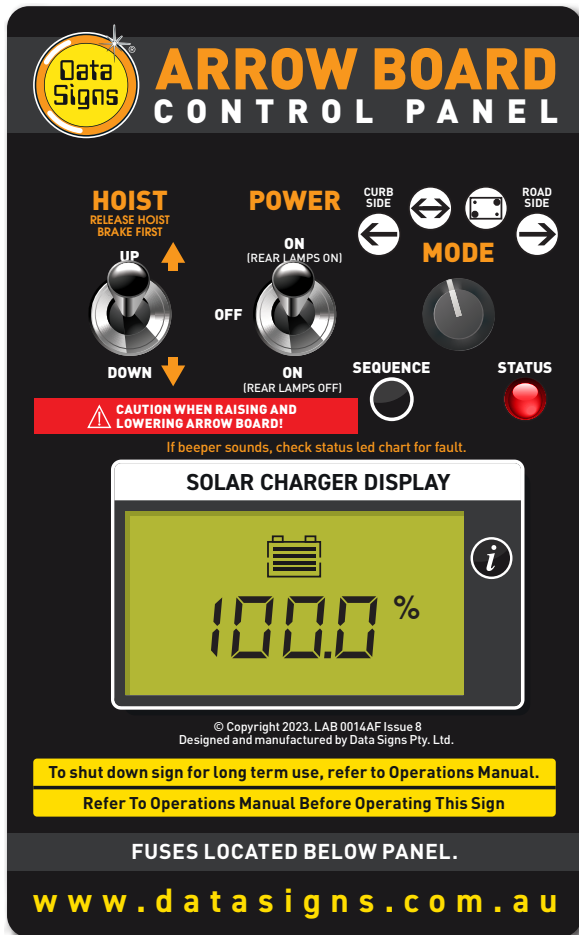 Data
Signs
®
ARROW BOARD
CONTROL PANEL
HOIST
RELEASE HOIST
BRAKE FIRST
UP
DOWN
POWER
ON
(REAR LAMPS ON)
OFF
ON
(REAR LAMPS OFF)
CURB
SIDE
ROAD
SIDE
MODE
SEQUENCE
STATUS
CAUTION WHEN RAISING AND
LOWERING ARROW BOARD!
If beeper sounds, check status led chart for fault.
SOLAR CHARGER DISPLAY
100.0 %
i
© Copyright 2023. LAB 0014AF Issue 8
Designed and manufactured by Data Signs Pty. Ltd.
To shut down sign for long term use, refer to Operations Manual.
Refer To Operations Manual Before Operating This Sign
FUSES LOCATED BELOW PANEL.
www.datasigns.com.au